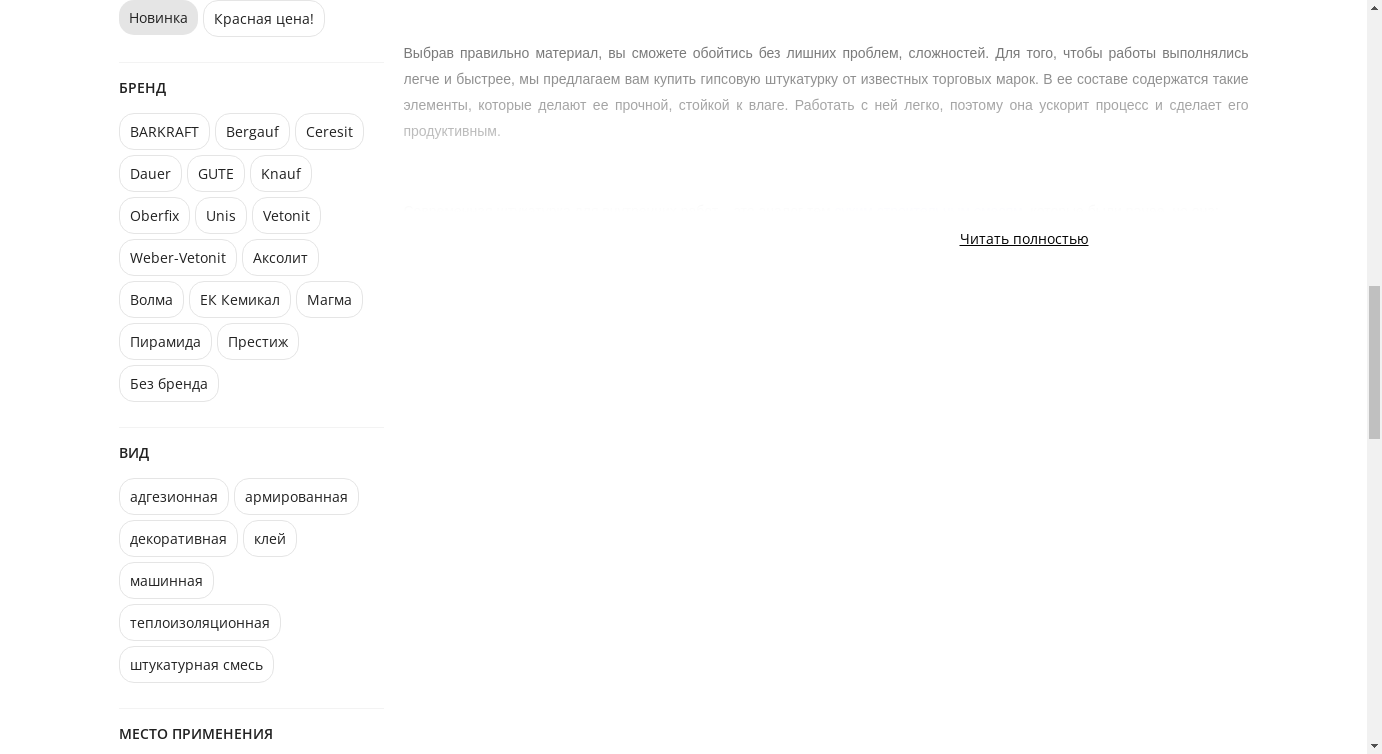 Новинка Красная цена!
БРЕНД
BARKRAFT Bergauf Ceresit
Dauer GUTE Knauf
Oberfix Unis Vetonit
Weber-Vetonit Аксолит
Волма ЕК Кемикал Магма
Пирамида Престиж
Без бренда
ВИД
адгезионная армированная
декоративная клей
машинная
теплоизоляционная
штукатурная смесь
МЕСТО ПРИМЕНЕНИЯ
Выбрав правильно материал, вы сможете обойтись без лишних проблем, сложностей. Для того, чтобы работы выполнялись
легче и быстрее, мы предлагаем вам купить гипсовую штукатурку от известных торговых марок. В ее составе содержатся такие
элементы, которые делают ее прочной, стойкой к влаге. Работать с ней легко, поэтому она ускорит процесс и сделает его
продуктивным.
Читать полностью